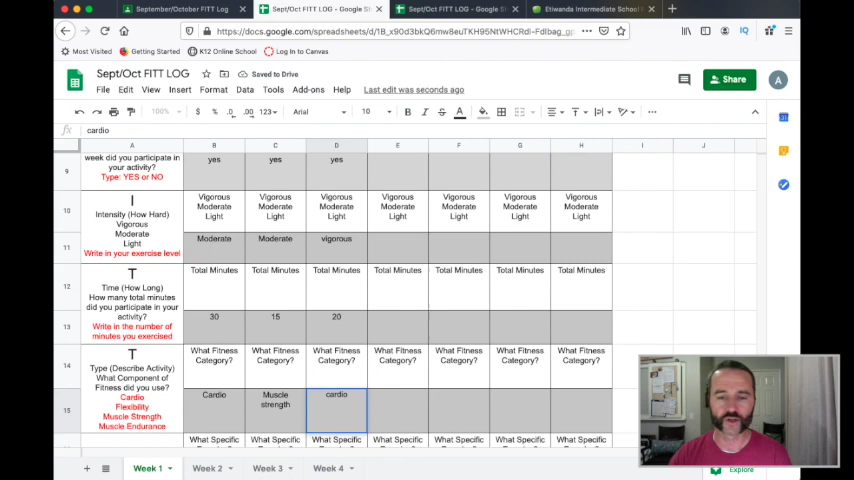 September/October FITT Log
Sept/Oct FITT LOG - Google Sh
Sept/Oct FITT LOG - Google Sh
Etiwanda Intermediate School
https://docs.google.com/spreadsheets/d/1B_x90d3bkQ6mw8euTKH95NtWHCRdl-Fdlbag_gp
Most Visited
Getting Started
K12 Online School
Log In to Canvas
Sept/Oct FITT LOG
Saved to Drive
File Edit View Insert Format Data Tools Add-ons Help
Last edit was seconds ago
Share
A
100% $ % .0 .00 123 Arial 10 B I A
fx cardio
A B C D E F G H I J
9
week did you participate in
your activity?
Type: YES or NO
yes yes yes
10
I
Intensity (How Hard)
Vigorous
Moderate
Light
Write in your exercise level
Vigorous Vigorous Vigorous Vigorous Vigorous Vigorous Vigorous
Moderate Moderate Moderate Moderate Moderate Moderate Moderate
Light Light Light Light Light Light Light
11
Moderate Moderate vigorous
12
T
Time (How Long)
How many total minutes
did you participate in your
activity?
Write in the number of
minutes you exercised
Total Minutes Total Minutes Total Minutes Total Minutes Total Minutes Total Minutes Total Minutes
13
30 15 20
14
T
Type (Describe Activity)
What Component of
Fitness did you use?
Cardio
Flexibility
Muscle Strength
Muscle Endurance
What Fitness What Fitness What Fitness What Fitness What Fitness What Fitness What Fitness
Category? Category? Category? Category? Category? Category? Category?
15
Cardio Muscle cardio
strength
What Specific What Specific What Specific What Specific What Specific What Specific What Specific
Week 1 Week 2 Week 3 Week 4
Explore